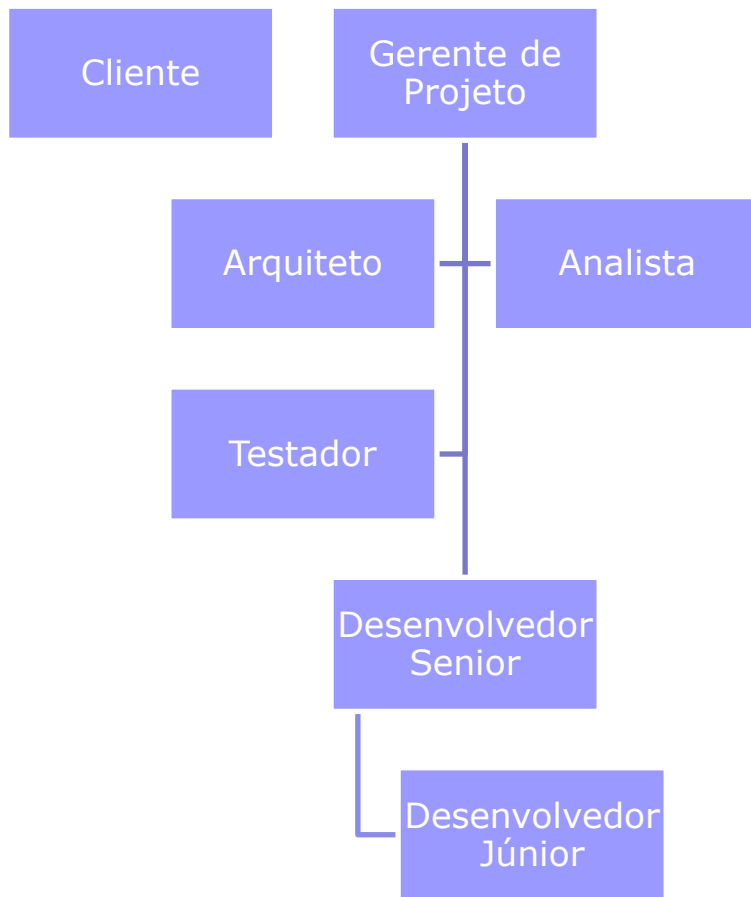 Cliente
Gerente de
Projeto
Arquiteto
Analista
Testador
Desenvolvedor
Senior
Desenvolvedor
Júnior